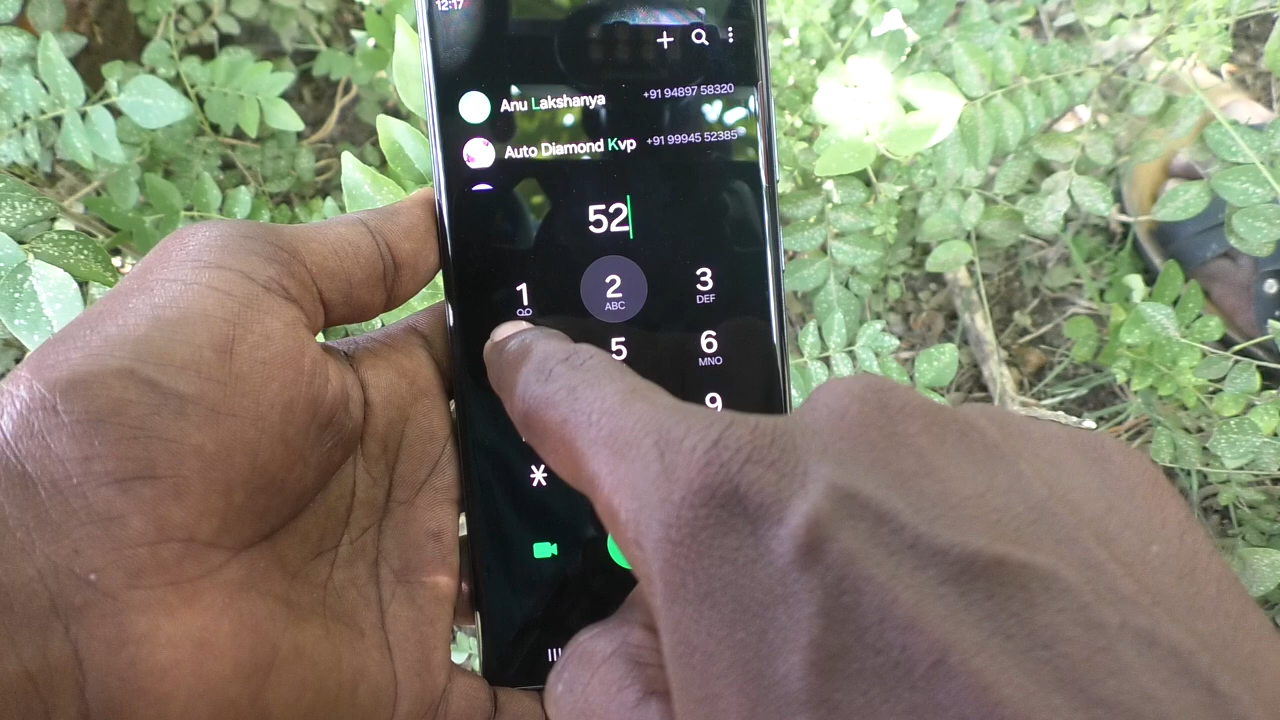 12:17
Anu Lakshanya +91 94897 58320
Auto Diamond Kvp +91 99945 52385
52
1 2 3
ABC DEF
5 6
MNO
9
*